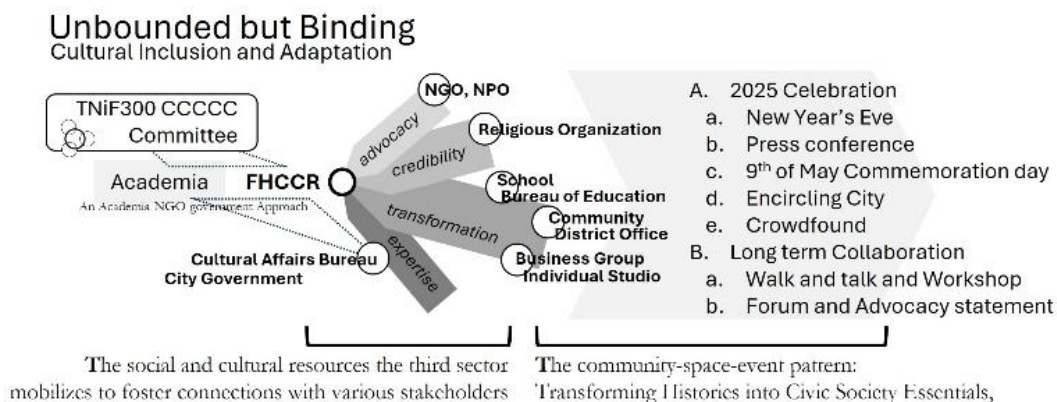 Unbounded but Binding
Cultural Inclusion and Adaptation
TNiF300 CCCCC
Committee
Academia
FHCCR
An Academia NGO government Approach
Cultural Affairs Bureau
City Government
advocacy
credibility
transformation
expertise
NGO, NPO
Religious Organization
School
Bureau of Education
Community
District Office
Business Group
Individual Studio
A. 2025 Celebration
a. New Year's Eve
b. Press conference
c. 9th of May Commemoration day
d. Encircling City
e. Crowdfound
B. Long term Collaboration
a. Walk and talk and Workshop
b. Forum and Advocacy statement
The social and cultural resources the third sector
mobilizes to foster connections with various stakeholders
The community-space-event pattern:
Transforming Histories into Civic Society Essentials,